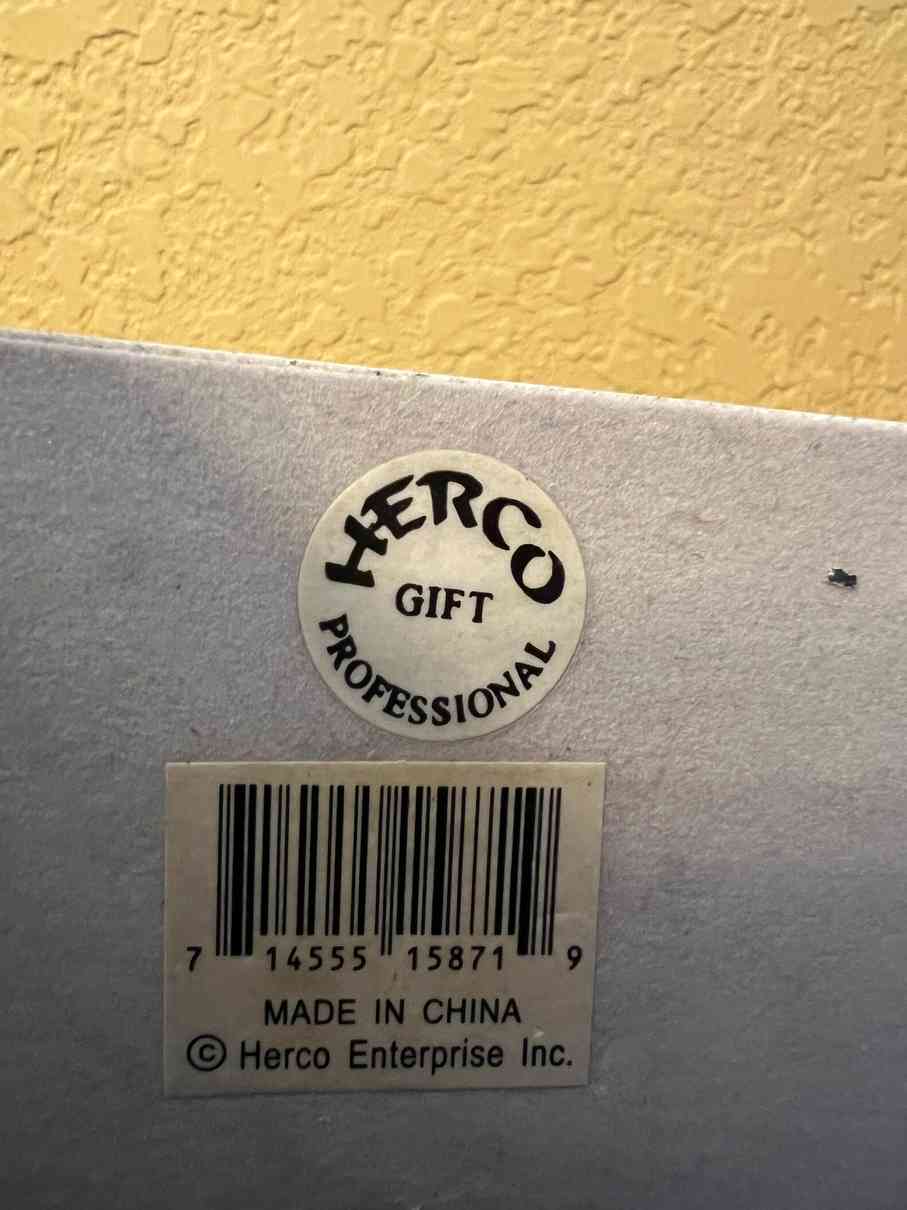 HERCO
GIFT
PROFESSIONAL
7 14555 15871 9
MADE IN CHINA
© Herco Enterprise Inc.